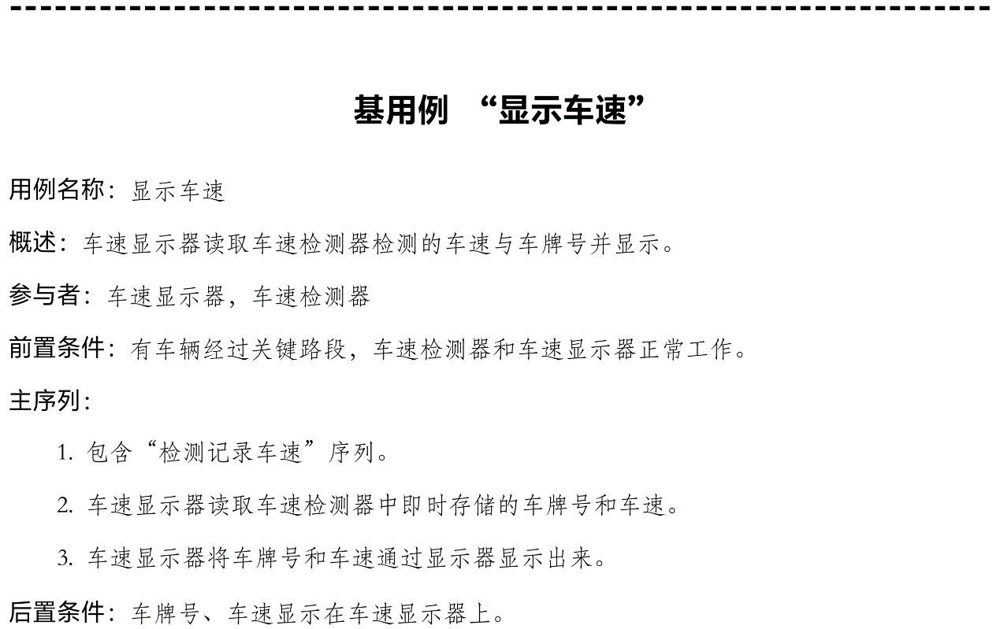 基用例 “显示车速”
用例名称：显示车速
概述：车速显示器读取车速检测器检测的车速与车牌号并显示。
参与者：车速显示器，车速检测器
前置条件：有车辆经过关键路段，车速检测器和车速显示器正常工作。
主序列：
1. 包含“检测记录车速”序列。
2. 车速显示器读取车速检测器中即时存储的车牌号和车速。
3. 车速显示器将车牌号和车速通过显示器显示出来。
后置条件：车牌号、车速显示在车速显示器上。